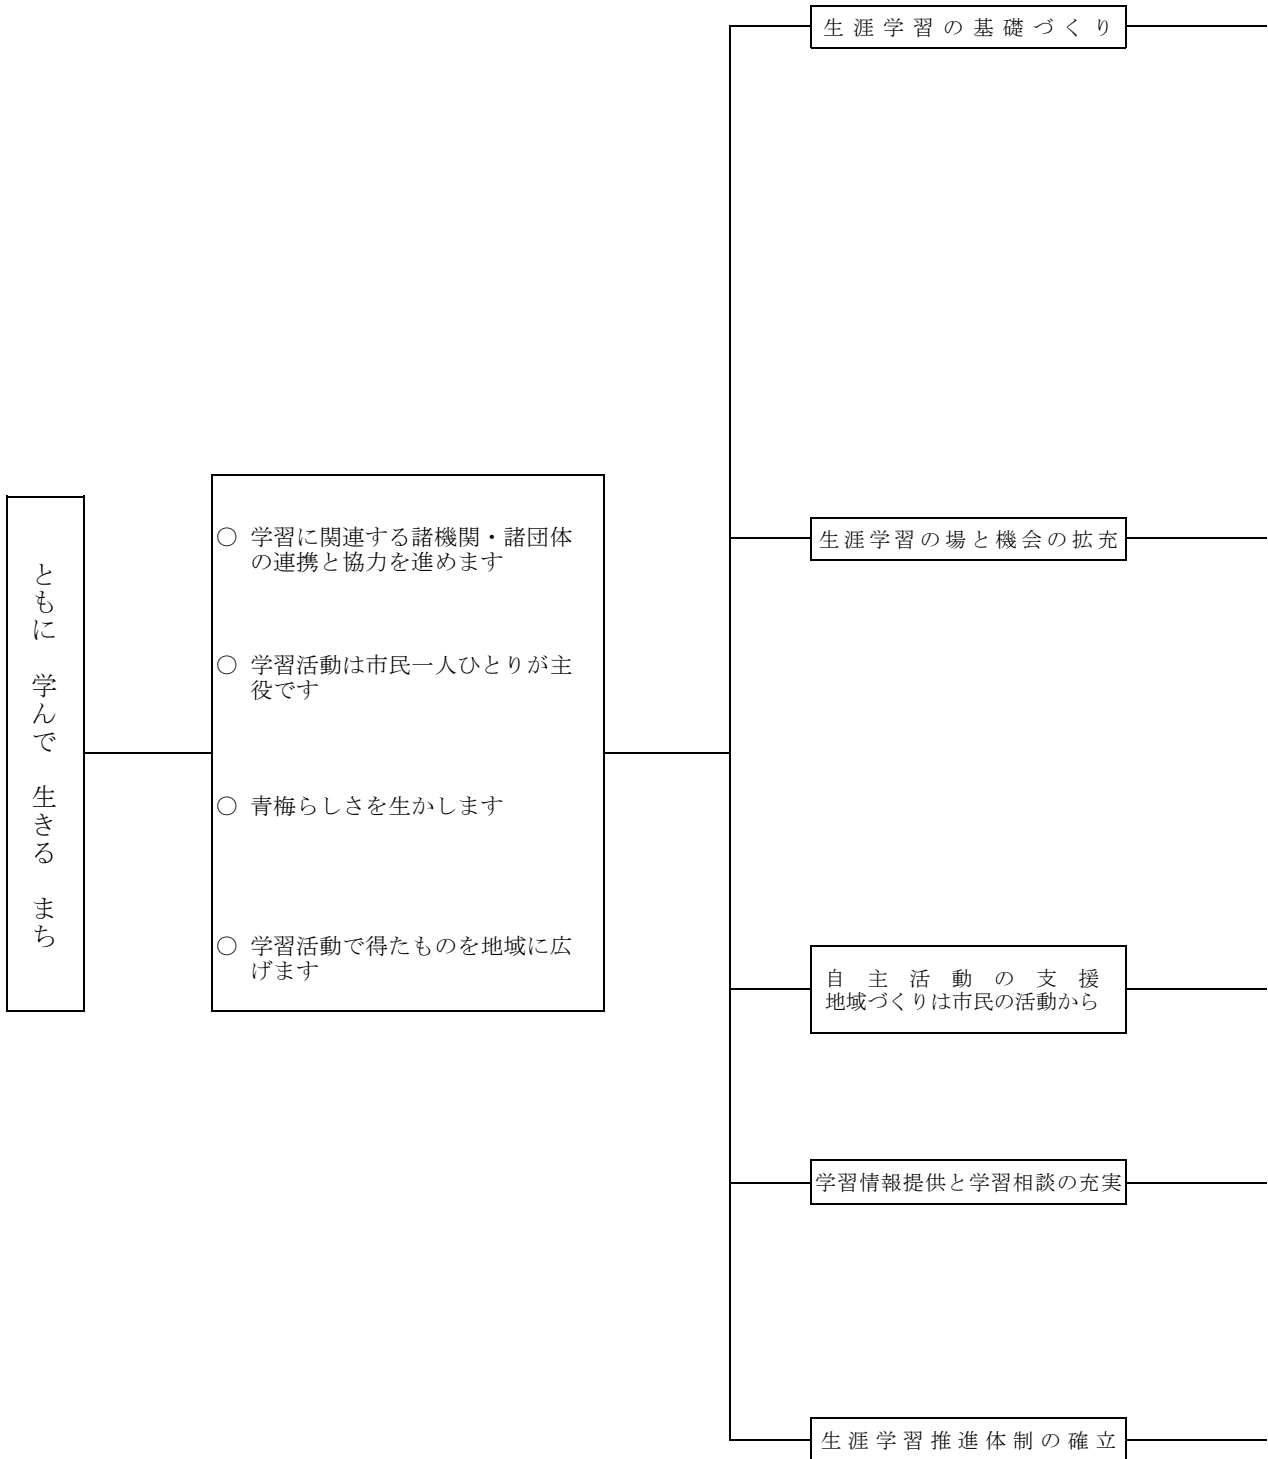 ともに 学んで 生きる まち
○ 学習に関連する諸機関・諸団体
の連携と協力を進めます
○ 学習活動は市民一人ひとりが主
役です
○ 青梅らしさを生かします
○ 学習活動で得たものを地域に広
げます
生涯学習の基礎づくり
生涯学習の場と機会の拡充
自主活動の支援
地域づくりは市民の活動から
学習情報提供と学習相談の充実
生涯学習推進体制の確立